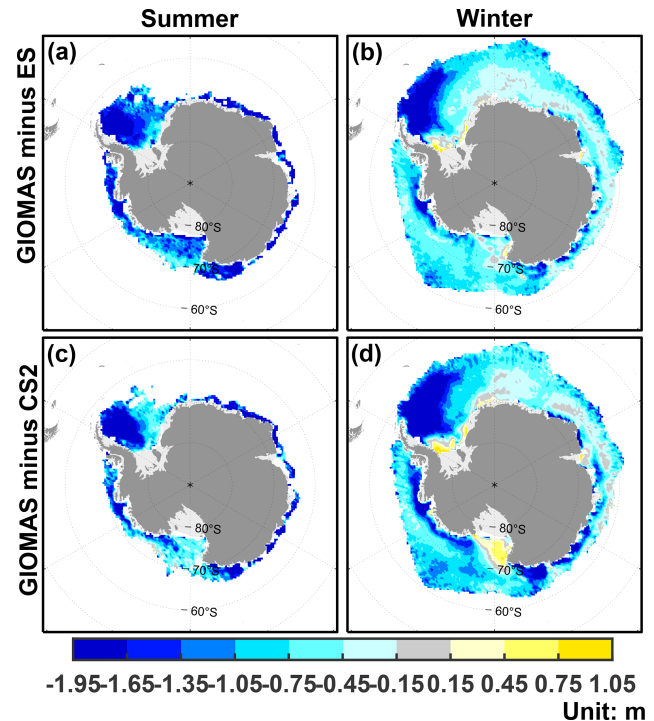 Summer
Winter
GIOMAS minus ES
(a)
80°S
70°S
60°S
(b)
80°S
70°S
60°S
GIOMAS minus CS2
(c)
80°S
70°S
60°S
(d)
80°S
70°S
60°S
-1.95 -1.65 -1.35 -1.05 -0.75 -0.45 -0.15 0.15 0.45 0.75 1.05
Unit: m